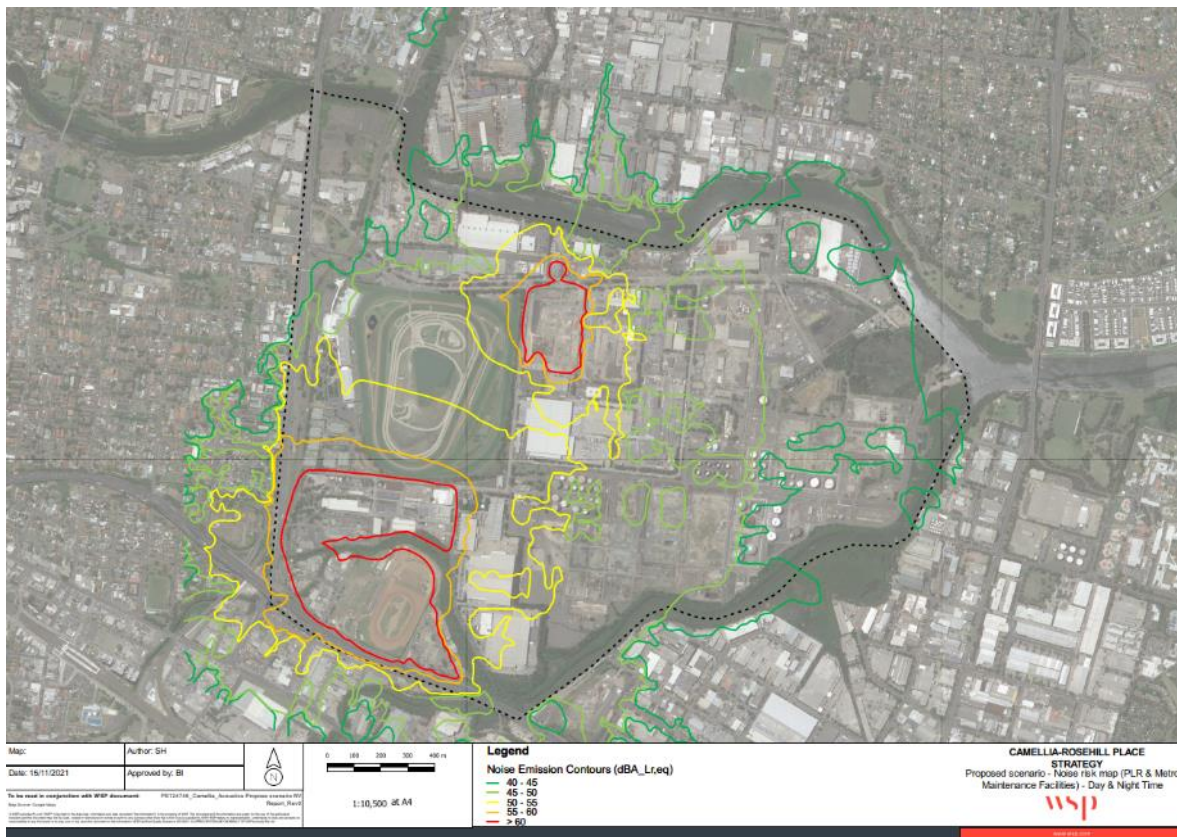 Map:
Author: SH
Date: 15/11/2021
Approved by: BI
N
0 100 200 300 400 m
1:10,500 at A4
To be read in conjunction with WSP document:
Legend
Noise Emission Contours (dBA_Lr,eq)
40 - 45
45 - 50
50 - 55
55 - 60
> 60
CAMELLIA-ROSEHILL PLACE
STRATEGY
Proposed scenario - Noise risk map (PLR & Metro
Maintenance Facilities) - Day & Night Time
wsp